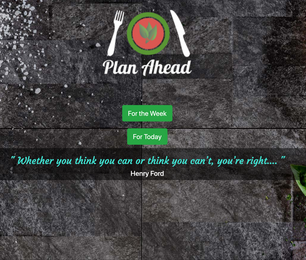 Plan Ahead
For the Week
For Today
" Whether you think you can or think you can't, you're right.... "
Henry Ford